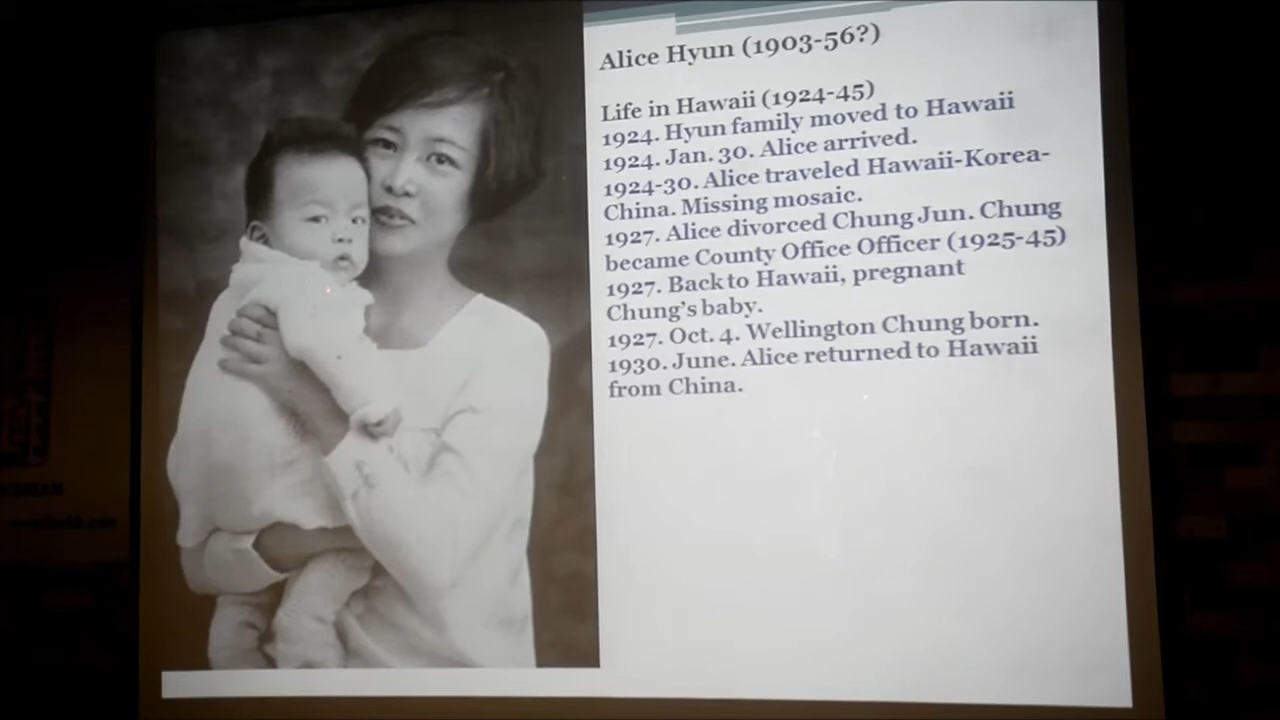 Alice Hyun (1903-56?)
Life in Hawaii (1924-45)
1924. Hyun family moved to Hawaii
1924. Jan. 30. Alice arrived.
1924-30. Alice traveled Hawaii-Korea-
China. Missing mosaic.
1927. Alice divorced Chung Jun. Chung
became County Office Officer (1925-45)
1927. Back to Hawaii, pregnant
Chung's baby.
1927. Oct. 4. Wellington Chung born.
1930. June. Alice returned to Hawaii
from China.